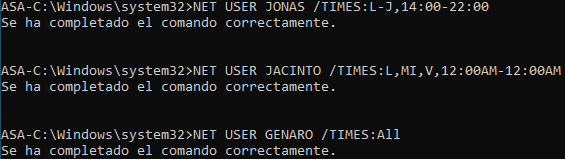 ASA-C:\Windows\system32>NET USER JONAS /TIMES:L-J,14:00-22:00
Se ha completado el comando correctamente.
ASA-C:\Windows\system32>NET USER JACINTO /TIMES:L,MI,V,12:00AM-12:00AM
Se ha completado el comando correctamente.
ASA-C:\Windows\system32>NET USER GENARO /TIMES:All
Se ha completado el comando correctamente.